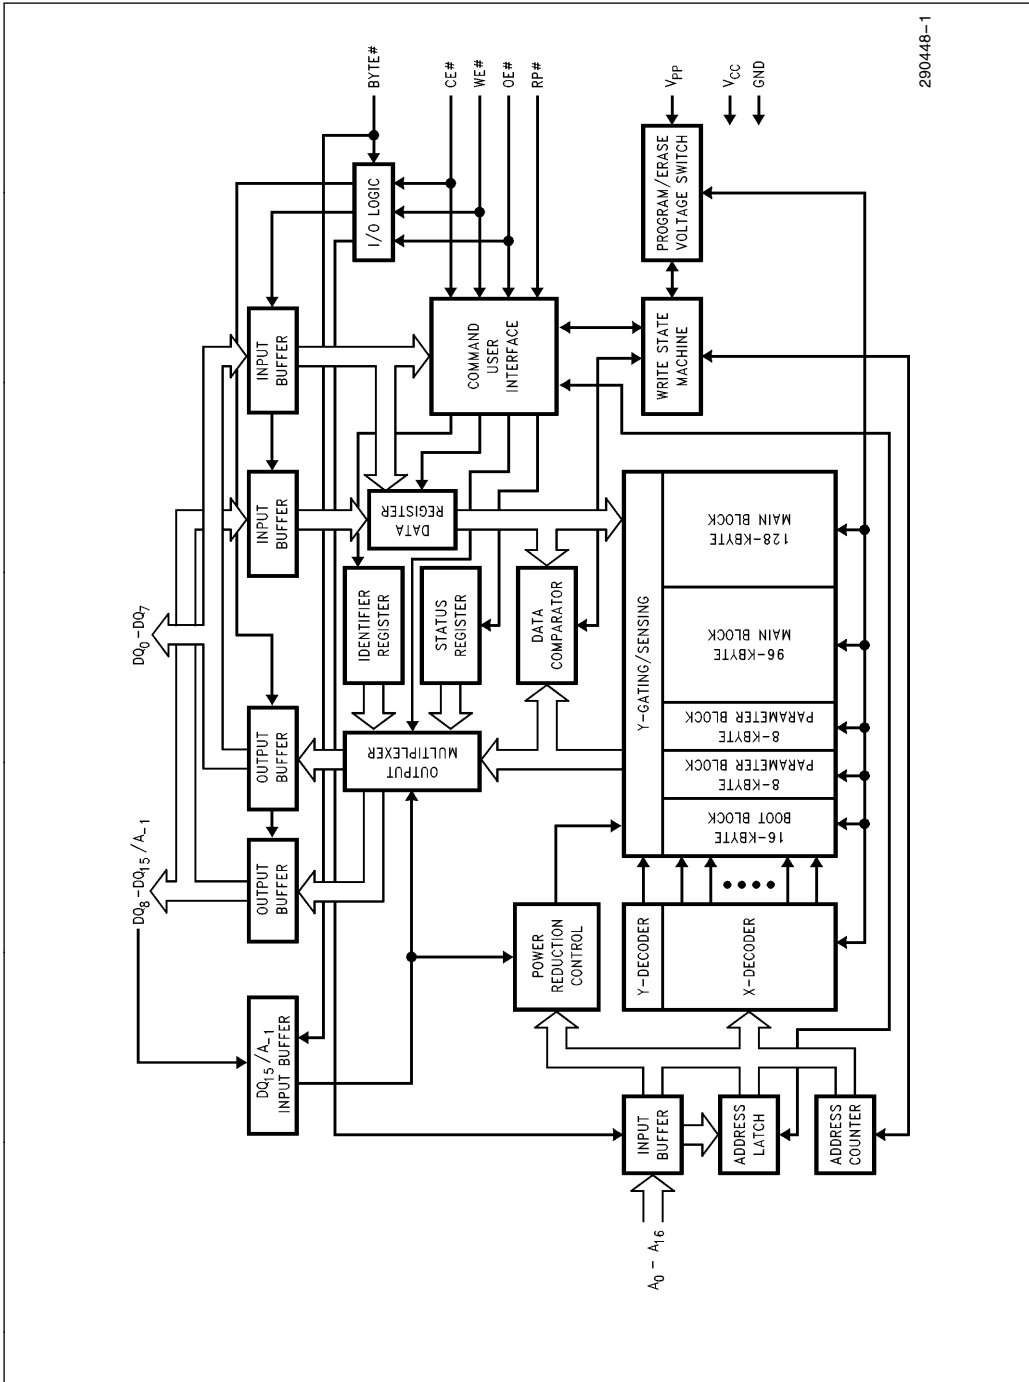 DQ8-DQ15/A-1
DQ0-DQ7
DQ15/A-1
INPUT BUFFER
OUTPUT
BUFFER
OUTPUT
BUFFER
INPUT
BUFFER
INPUT
BUFFER
I/O LOGIC
BYTE#
CE#
WE#
OE#
RP#
OUTPUT
MULTIPLEXER
IDENTIFIER
REGISTER
STATUS
REGISTER
DATA
REGISTER
COMMAND
USER
INTERFACE
POWER
REDUCTION
CONTROL
DATA
COMPARATOR
A0 - A16
INPUT
BUFFER
ADDRESS
LATCH
ADDRESS
COUNTER
Y-DECODER
X-DECODER
Y-GATING/SENSING
16-KBYTE
BOOT BLOCK
8-KBYTE
PARAMETER BLOCK
8-KBYTE
PARAMETER BLOCK
96-KBYTE
MAIN BLOCK
128-KBYTE
MAIN BLOCK
WRITE STATE
MACHINE
PROGRAM/ERASE
VOLTAGE SWITCH
VPP
VCC
GND
290448-1